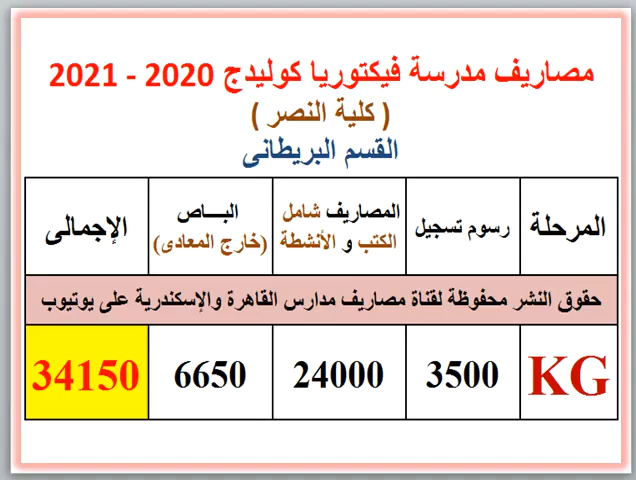 مصاريف مدرسة فيكتوريا كوليدج 2020 - 2021
( كلية النصر )
القسم البريطانى
المرحلة رسوم تسجيل المصاريف شامل الكتب و الأنشطة البـــاص (خارج المعادى) الإجمالى
حقوق النشر محفوظة لقناة مصاريف مدارس القاهرة والإسكندرية على يوتيوب
KG 3500 24000 6650 34150